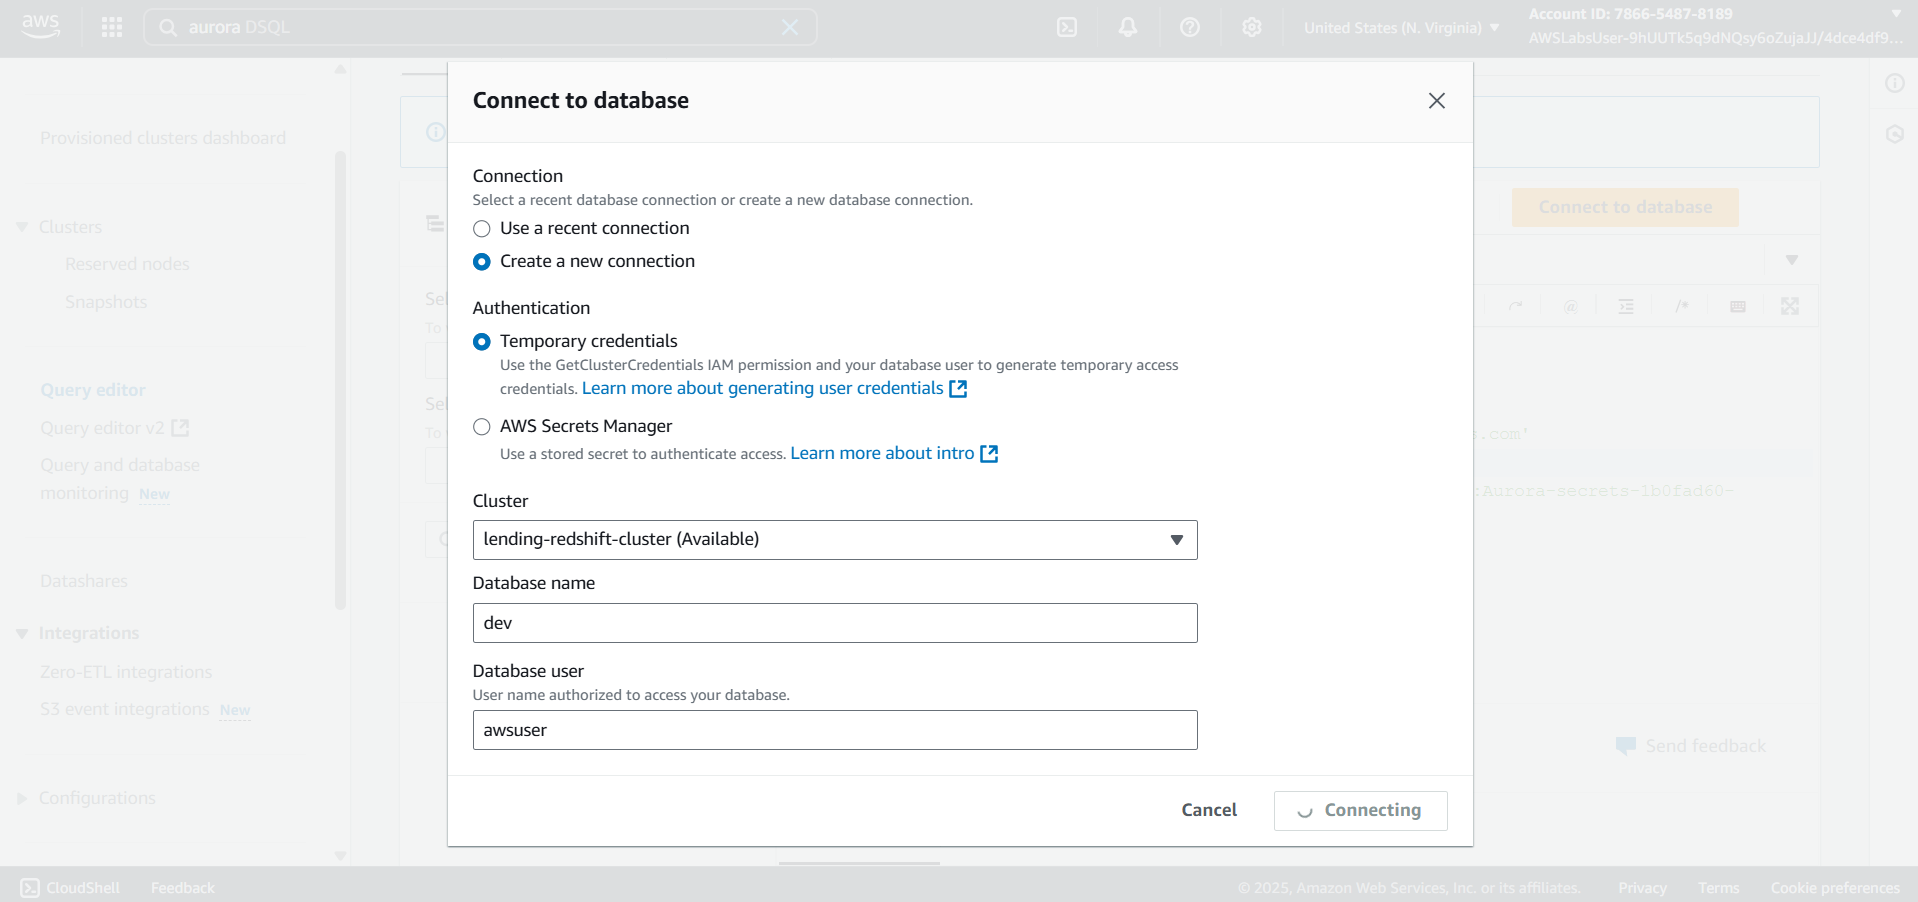 aws
aurora DSQL
United States (N. Virginia)
Account ID: 7866-5487-8189
AWSLabsUser-9hUUTk5q9dNQsy6oZujaJJ/4dce4df9...
Provisioned clusters dashboard
Clusters
Reserved nodes
Snapshots
Query editor
Query editor v2
Query and database
monitoring New
Datashares
Integrations
Zero-ETL integrations
S3 event integrations New
Configurations
Sel
To
Sel
To
Connect to database
Connection
Select a recent database connection or create a new database connection.
Use a recent connection
Create a new connection
Authentication
Temporary credentials
Use the GetClusterCredentials IAM permission and your database user to generate temporary access
credentials. Learn more about generating user credentials
AWS Secrets Manager
Use a stored secret to authenticate access. Learn more about intro
Cluster
lending-redshift-cluster (Available)
Database name
dev
Database user
User name authorized to access your database.
awsuser
Cancel
Connecting
Connect to database
@
/*
s.com'
:Aurora-secrets-1b0fad60-
Send feedback
CloudShell
Feedback
© 2025, Amazon Web Services, Inc. or its affiliates.
Privacy
Terms
Cookie preferences